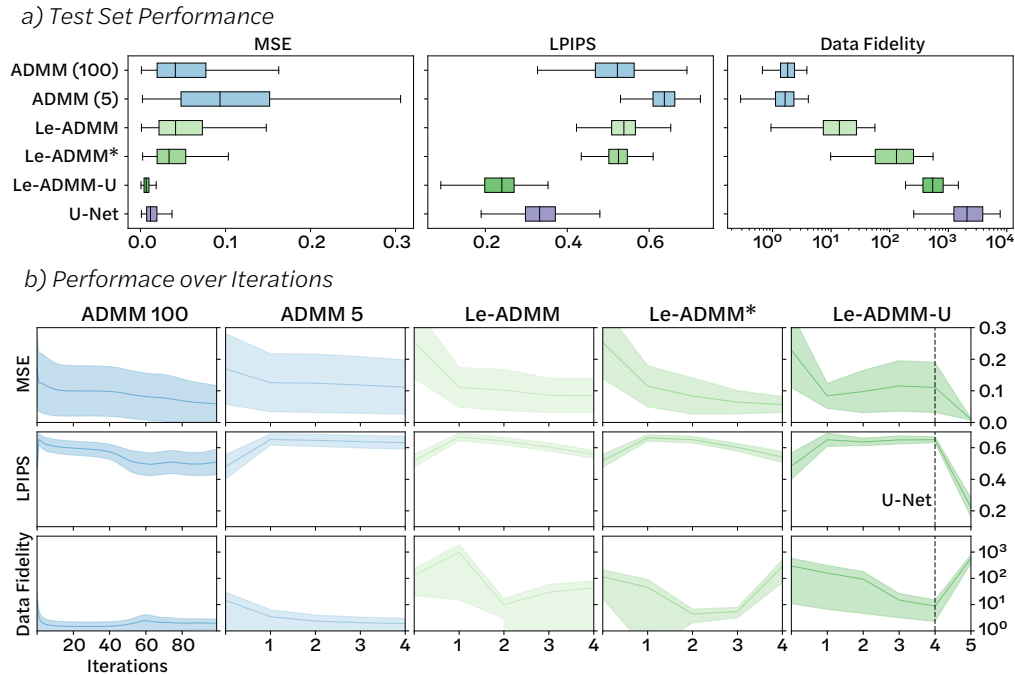 a) Test Set Performance
MSE LPIPS Data Fidelity
ADMM (100)
ADMM (5)
Le-ADMM
Le-ADMM*
Le-ADMM-U
U-Net
0.0 0.1 0.2 0.3 0.2 0.4 0.6 10⁰ 10¹ 10² 10³ 10⁴
b) Performace over Iterations
ADMM 100 ADMM 5 Le-ADMM Le-ADMM* Le-ADMM-U
MSE
0.3
0.2
0.1
0.0
LPIPS
0.6
0.4
U-Net
0.2
Data Fidelity
10³
10²
10¹
10⁰
20 40 60 80 1 2 3 4 1 2 3 4 1 2 3 4 1 2 3 4 5
Iterations